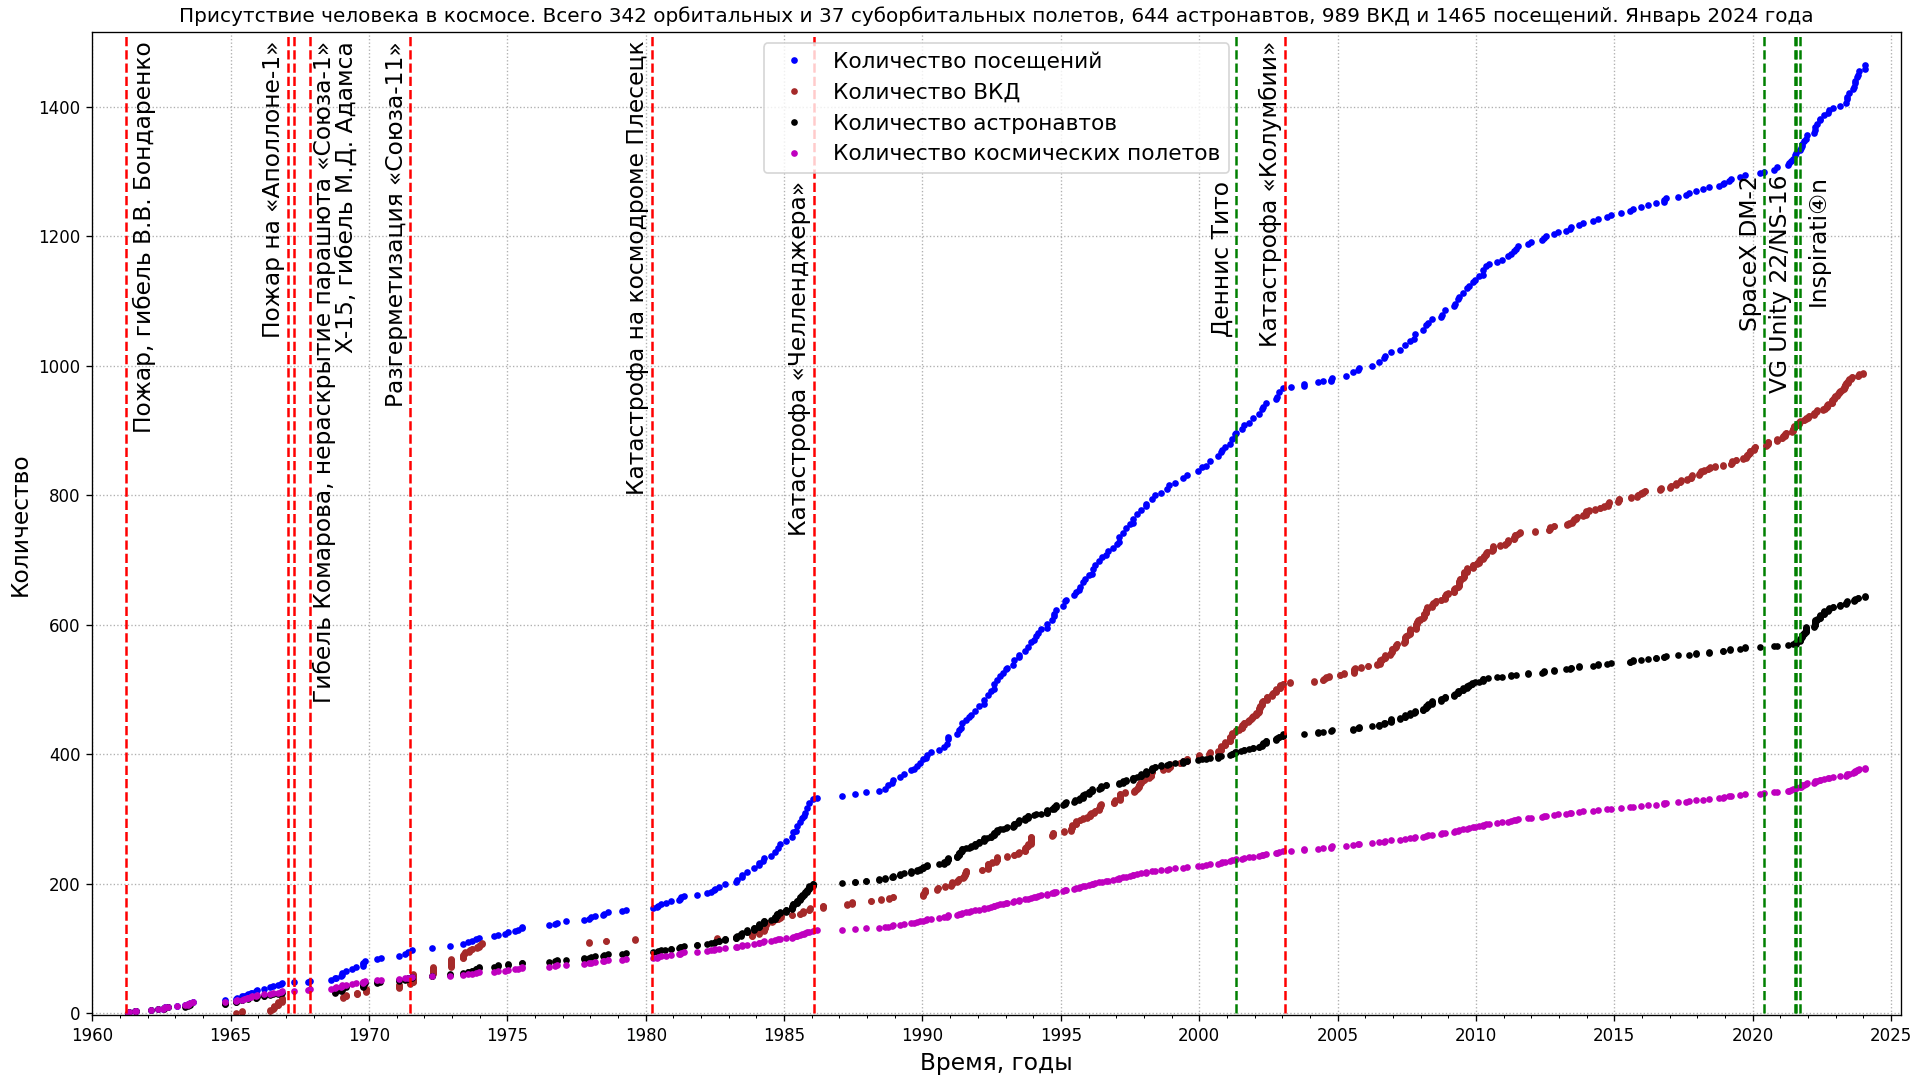 Присутствие человека в космосе. Всего 342 орбитальных и 37 суборбитальных полетов, 644 астронавтов, 989 ВКД и 1465 посещений. Январь 2024 года
Количество посещений
Количество ВКД
Количество астронавтов
Количество космических полетов
Пожар, гибель В.В. Бондаренко
Пожар на «Аполлоне-1»
Гибель Комарова, нераскрытие парашюта «Союза-1»
X-15, гибель М.Д. Адамса
Разгерметизация «Союза-11»
Катастрофа на космодроме Плесецк
Катастрофа «Челленджера»
Деннис Тито
Катастрофа «Колумбии»
SpaceX DM-2
VG Unity 22/NS-16
Inspirati④n
Количество
1400
1200
1000
800
600
400
200
0
1960 1965 1970 1975 1980 1985 1990 1995 2000 2005 2010 2015 2020 2025
Время, годы